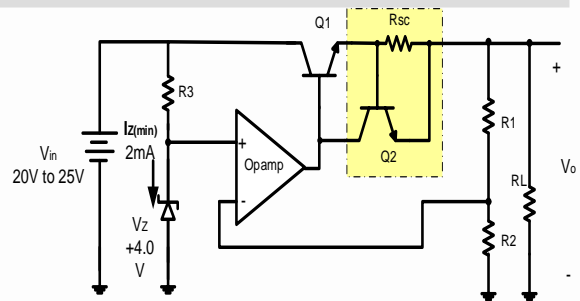 Q1
Rsc
R3
Iz(min)
2mA
Vin
20V to 25V
+
Opamp
-
Q2
R1
+
Vo
RL
Vz
+4.0
V
R2
-